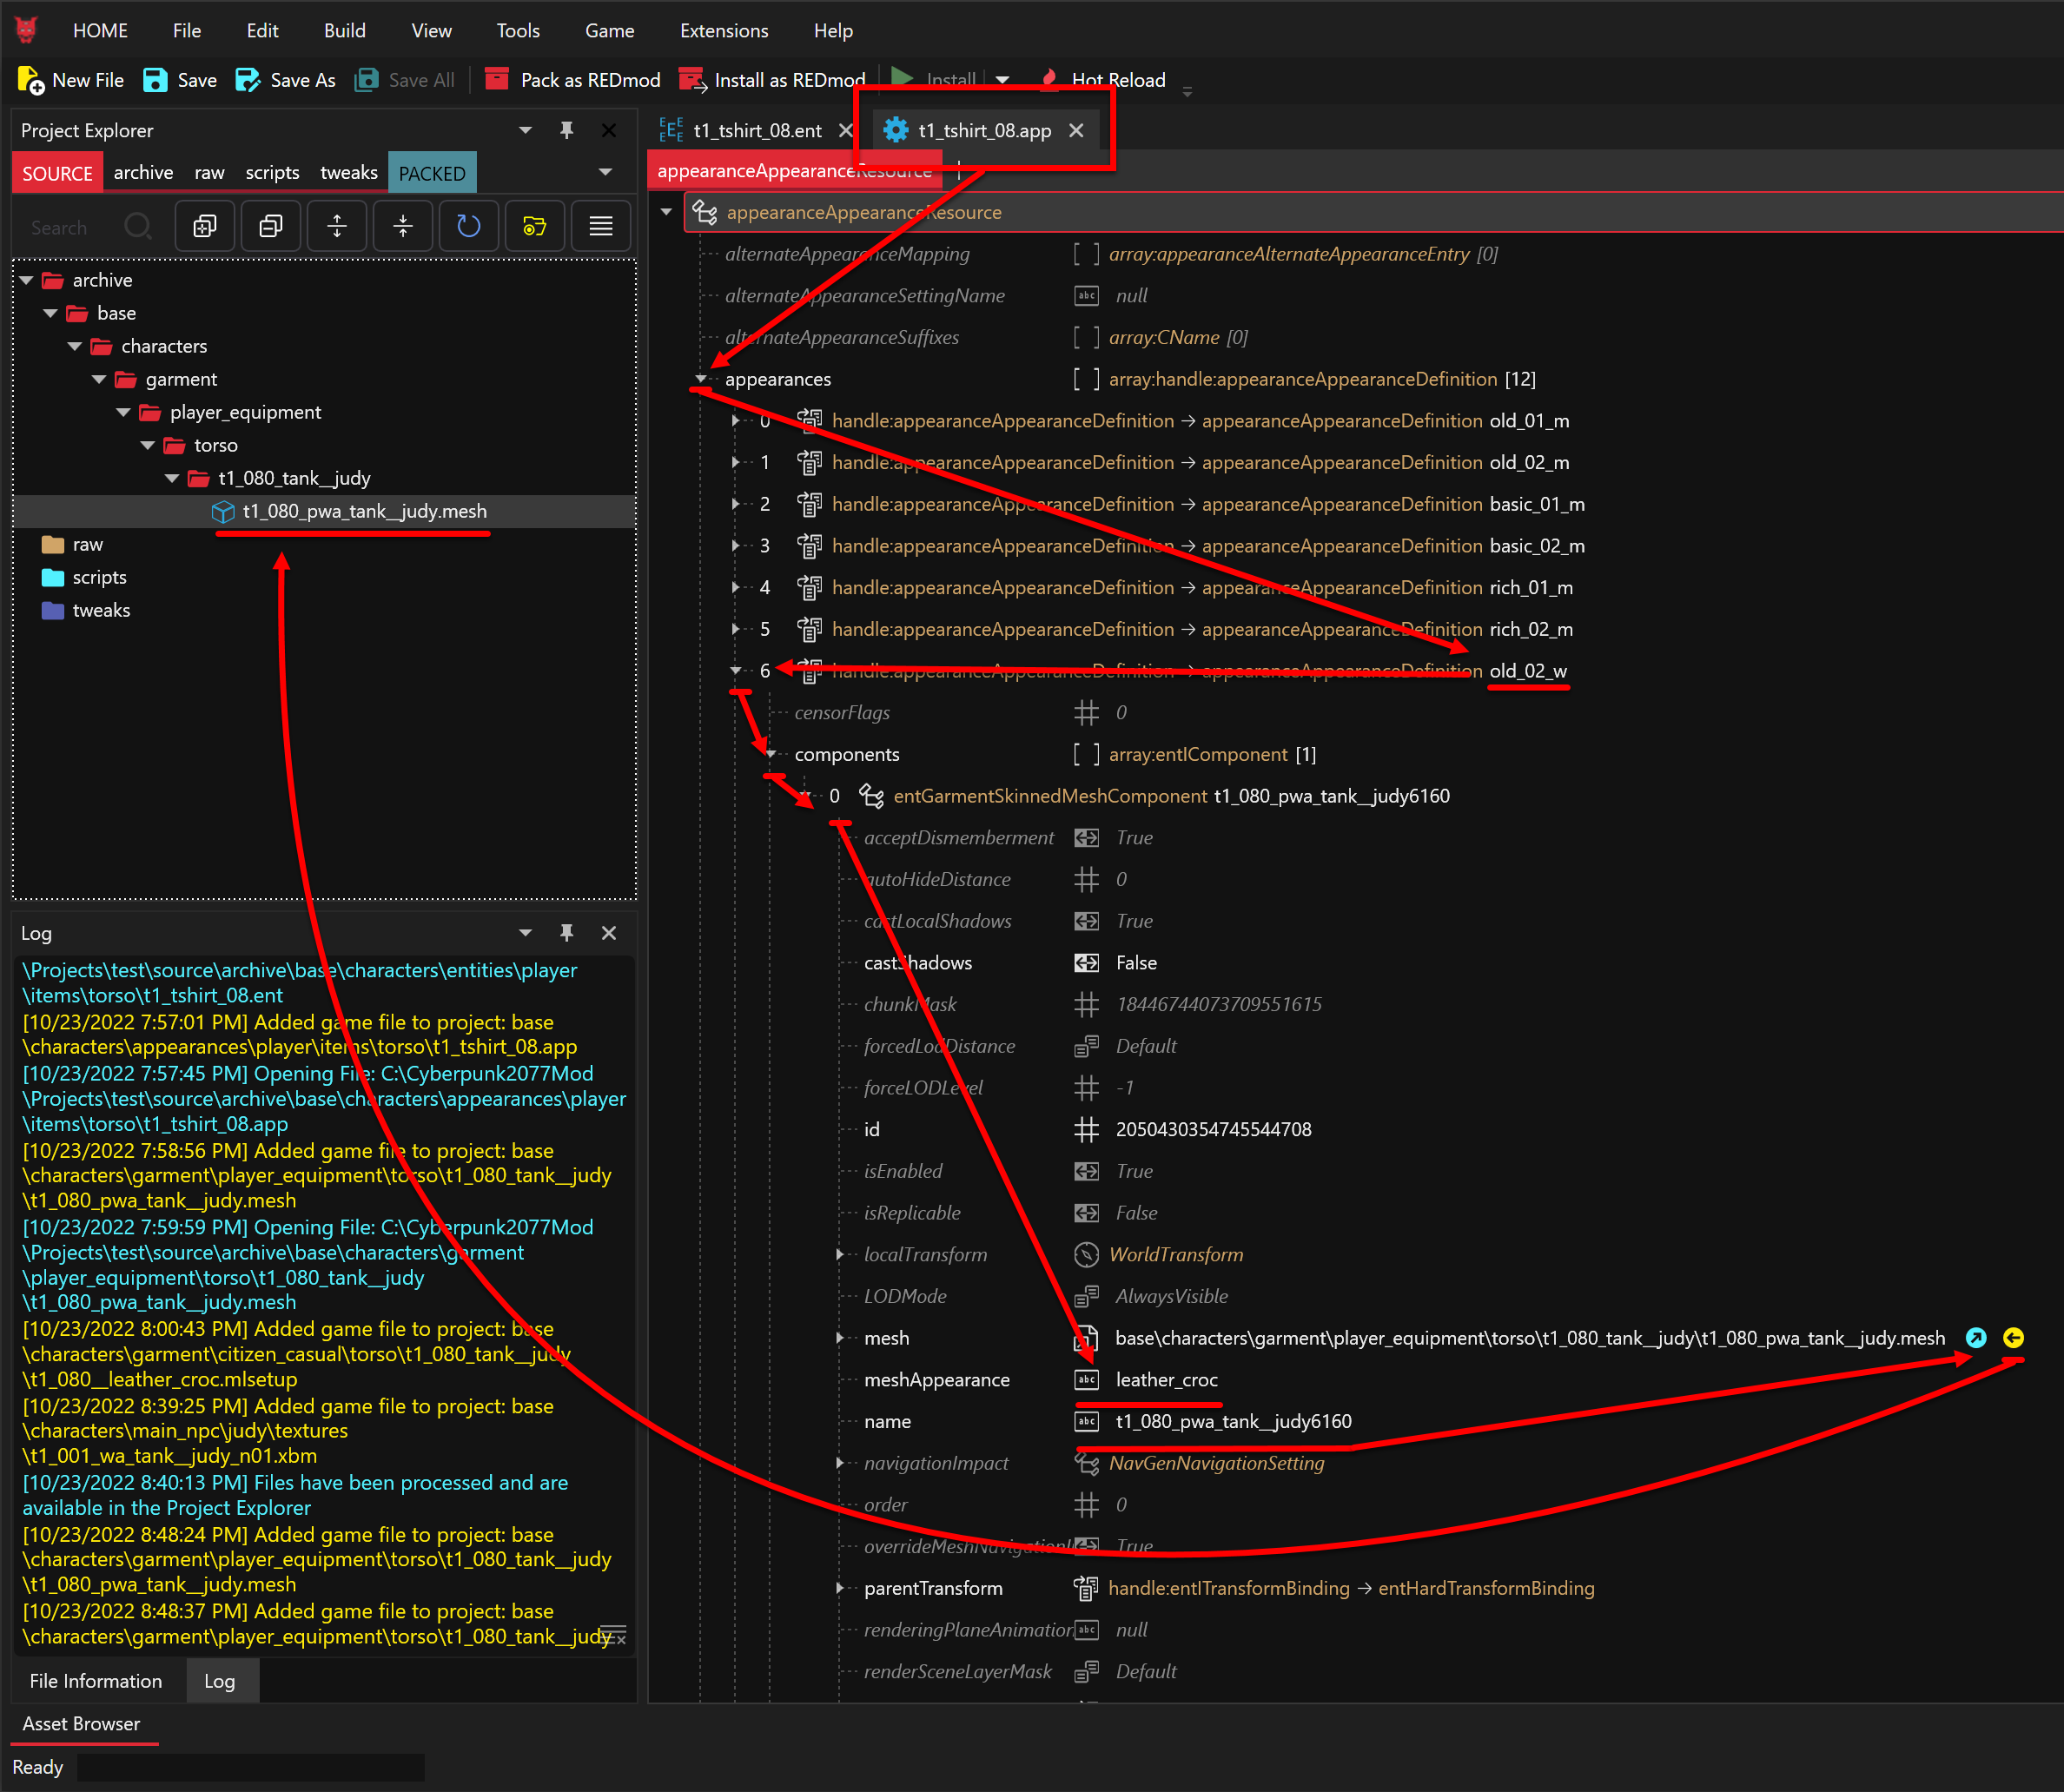 HOME File Edit Build View Tools Game Extensions Help
New File Save Save As Save All Pack as REDmod Install as REDmod Install Hot Reload
Project Explorer
SOURCE archive raw scripts tweaks PACKED
Search
archive
base
characters
garment
player_equipment
torso
t1_080_tank__judy
t1_080_pwa_tank__judy.mesh
raw
scripts
tweaks
Log
\Projects\test\source\archive\base\characters\entities\player
\items\torso\t1_tshirt_08.ent
[10/23/2022 7:57:01 PM] Added game file to project: base
\characters\appearances\player\items\torso\t1_tshirt_08.app
[10/23/2022 7:57:45 PM] Opening File: C:\Cyberpunk2077Mod
\Projects\test\source\archive\base\characters\appearances\player
\items\torso\t1_tshirt_08.app
[10/23/2022 7:58:56 PM] Added game file to project: base
\characters\garment\player_equipment\torso\t1_080_tank__judy
\t1_080_pwa_tank__judy.mesh
[10/23/2022 7:59:59 PM] Opening File: C:\Cyberpunk2077Mod
\Projects\test\source\archive\base\characters\garment
\player_equipment\torso\t1_080_tank__judy
\t1_080_pwa_tank__judy.mesh
[10/23/2022 8:00:43 PM] Added game file to project: base
\characters\garment\citizen_casual\torso\t1_080_tank__judy
\t1_080__leather_croc.mlsetup
[10/23/2022 8:39:25 PM] Added game file to project: base
\characters\main_npc\judy\textures
\t1_001_wa_tank__judy_n01.xbm
[10/23/2022 8:40:13 PM] Files have been processed and are
available in the Project Explorer
[10/23/2022 8:48:24 PM] Added game file to project: base
\characters\garment\player_equipment\torso\t1_080_tank__judy
\t1_080_pwa_tank__judy.mesh
[10/23/2022 8:48:37 PM] Added game file to project: base
\characters\garment\player_equipment\torso\t1_080_tank__judy
File Information Log
Asset Browser
Ready
t1_tshirt_08.ent t1_tshirt_08.app
appearanceAppearanceResource
appearanceAppearanceResource
alternateAppearanceMapping [ ] array:appearanceAlternateAppearanceEntry [0]
alternateAppearanceSettingName abc null
alternateAppearanceSuffixes [ ] array:CName [0]
appearances [ ] array:handle:appearanceAppearanceDefinition [12]
0 handle:appearanceAppearanceDefinition → appearanceAppearanceDefinition old_01_m
1 handle:appearanceAppearanceDefinition → appearanceAppearanceDefinition old_02_m
2 handle:appearanceAppearanceDefinition → appearanceAppearanceDefinition basic_01_m
3 handle:appearanceAppearanceDefinition → appearanceAppearanceDefinition basic_02_m
4 handle:appearanceAppearanceDefinition → appearanceAppearanceDefinition rich_01_m
5 handle:appearanceAppearanceDefinition → appearanceAppearanceDefinition rich_02_m
6 handle:appearanceAppearanceDefinition → appearanceAppearanceDefinition old_02_w
censorFlags 0
components [ ] array:entIComponent [1]
0 entGarmentSkinnedMeshComponent t1_080_pwa_tank__judy6160
acceptDismemberment True
autoHideDistance 0
castLocalShadows True
castShadows False
chunkMask 18446744073709551615
forcedLodDistance Default
forceLODLevel -1
id 2050430354745544708
isEnabled True
isReplicable False
localTransform WorldTransform
LODMode AlwaysVisible
mesh base\characters\garment\player_equipment\torso\t1_080_tank__judy\t1_080_pwa_tank__judy.mesh
meshAppearance abc leather_croc
name abc t1_080_pwa_tank__judy6160
navigationImpact NavGenNavigationSetting
order 0
overrideMeshNavigationI True
parentTransform handle:entITransformBinding → entHardTransformBinding
renderingPlaneAnimation abc null
renderSceneLayerMask Default